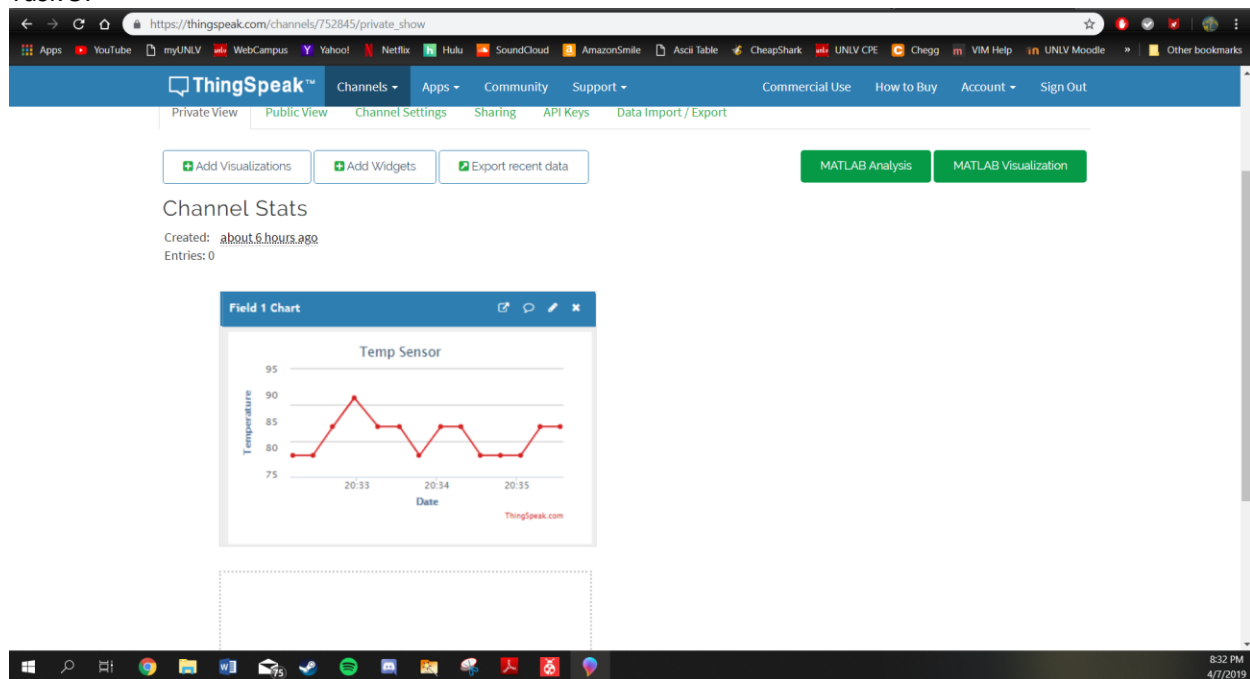 https://thingspeak.com/channels/752845/private_show
Apps YouTube myUNLV WebCampus Yahoo! Netflix Hulu SoundCloud AmazonSmile Ascii Table CheapShark UNLV CPE Chegg VIM Help UNLV Moodle » Other bookmarks
ThingSpeak™ Channels Apps Community Support Commercial Use How to Buy Account Sign Out
Private View Public View Channel Settings Sharing API Keys Data Import / Export
Add Visualizations Add Widgets Export recent data MATLAB Analysis MATLAB Visualization
Channel Stats
Created: about 6 hours ago
Entries: 0
Field 1 Chart
Temp Sensor
Temperature
95
90
85
80
75
20:33 20:34 20:35
Date
ThingSpeak.com
75
8:32 PM
4/7/2019